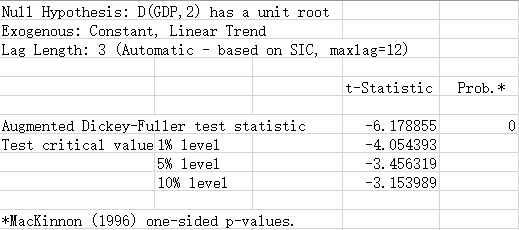 Null Hypothesis: D(GDP,2) has a unit root
Exogenous: Constant, Linear Trend
Lag Length: 3 (Automatic - based on SIC, maxlag=12)
t-Statistic Prob.*
Augmented Dickey-Fuller test statistic -6.178855 0
Test critical value 1% level -4.054393
5% level -3.456319
10% level -3.153989
*MacKinnon (1996) one-sided p-values.